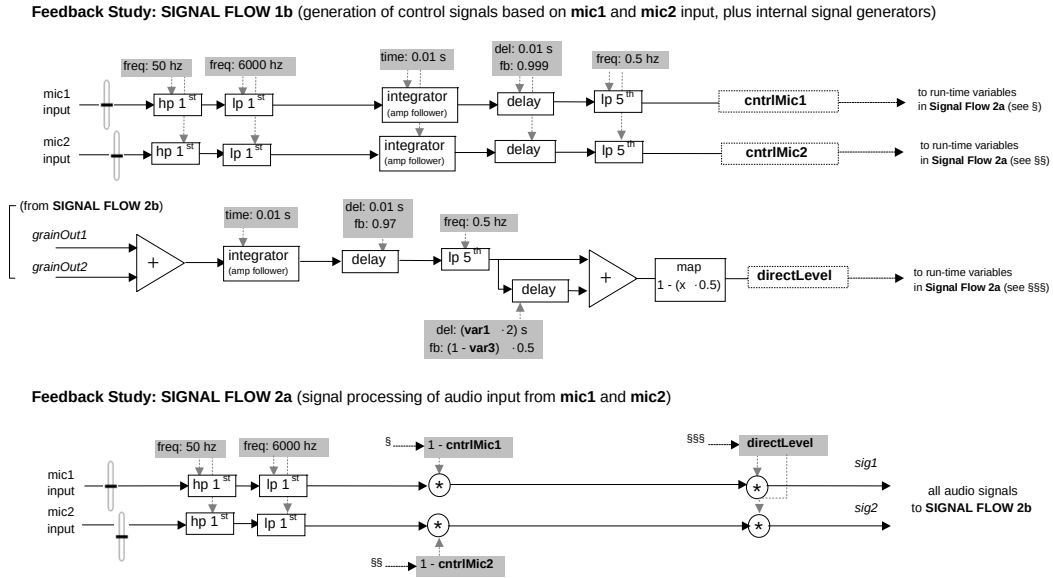 Feedback Study: SIGNAL FLOW 1b (generation of control signals based on mic1 and mic2 input, plus internal signal generators)
freq: 50 hz
freq: 6000 hz
time: 0.01 s
del: 0.01 s
fb: 0.999
freq: 0.5 hz
mic1
input
hp 1st
lp 1st
integrator
(amp follower)
delay
lp 5th
cntrlMic1
to run-time variables
in Signal Flow 2a (see §)
mic2
input
hp 1st
lp 1st
integrator
(amp follower)
delay
lp 5th
cntrlMic2
to run-time variables
in Signal Flow 2a (see §§)
(from SIGNAL FLOW 2b)
grainOut1
grainOut2
+
time: 0.01 s
integrator
(amp follower)
del: 0.01 s
fb: 0.97
delay
freq: 0.5 hz
lp 5th
delay
del: (var1 ·2) s
fb: (1 - var3) ·0.5
+
map
1 - (x ·0.5)
directLevel
to run-time variables
in Signal Flow 2a (see §§§)
Feedback Study: SIGNAL FLOW 2a (signal processing of audio input from mic1 and mic2)
freq: 50 hz
freq: 6000 hz
§
1 - cntrlMic1
§§§
directLevel
mic1
input
hp 1st
lp 1st
*
*
sig1
mic2
input
hp 1st
lp 1st
*
*
sig2
all audio signals
to SIGNAL FLOW 2b
§§
1 - cntrlMic2